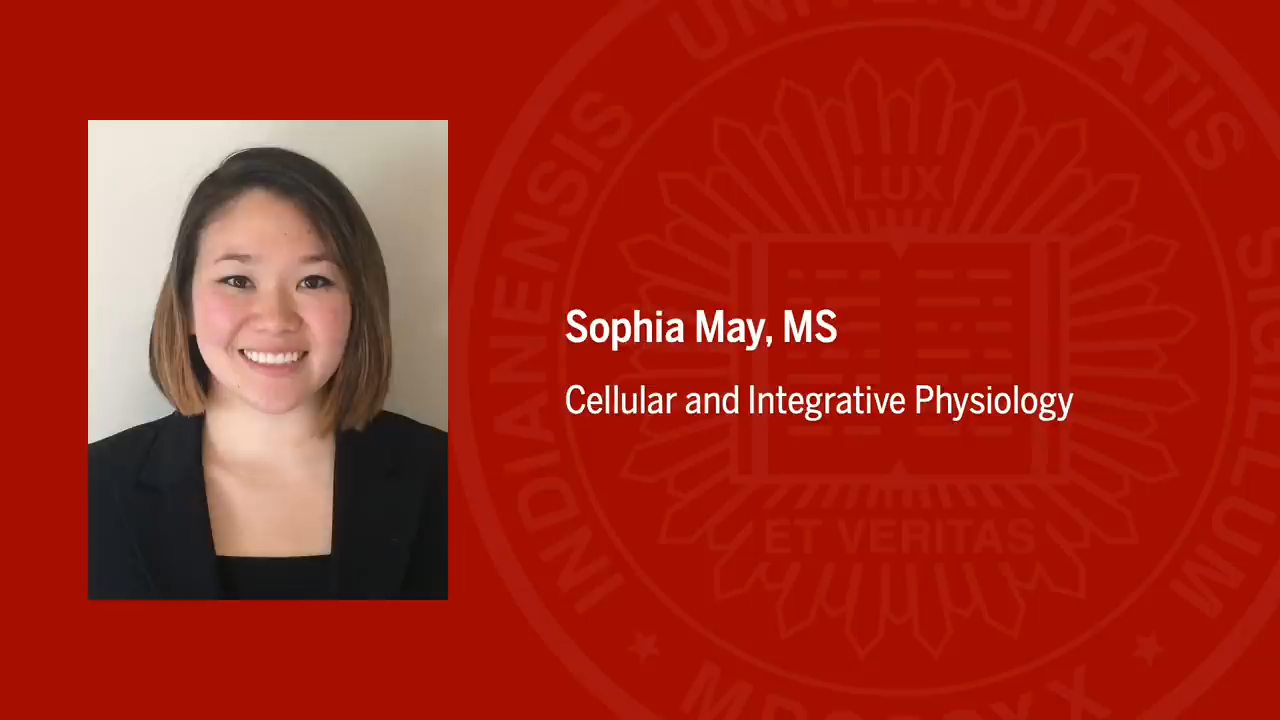 Sophia May, MS
Cellular and Integrative Physiology
INDIANENSIS UNIVERSITATIS SIGILLUM
LUX
ET VERITAS